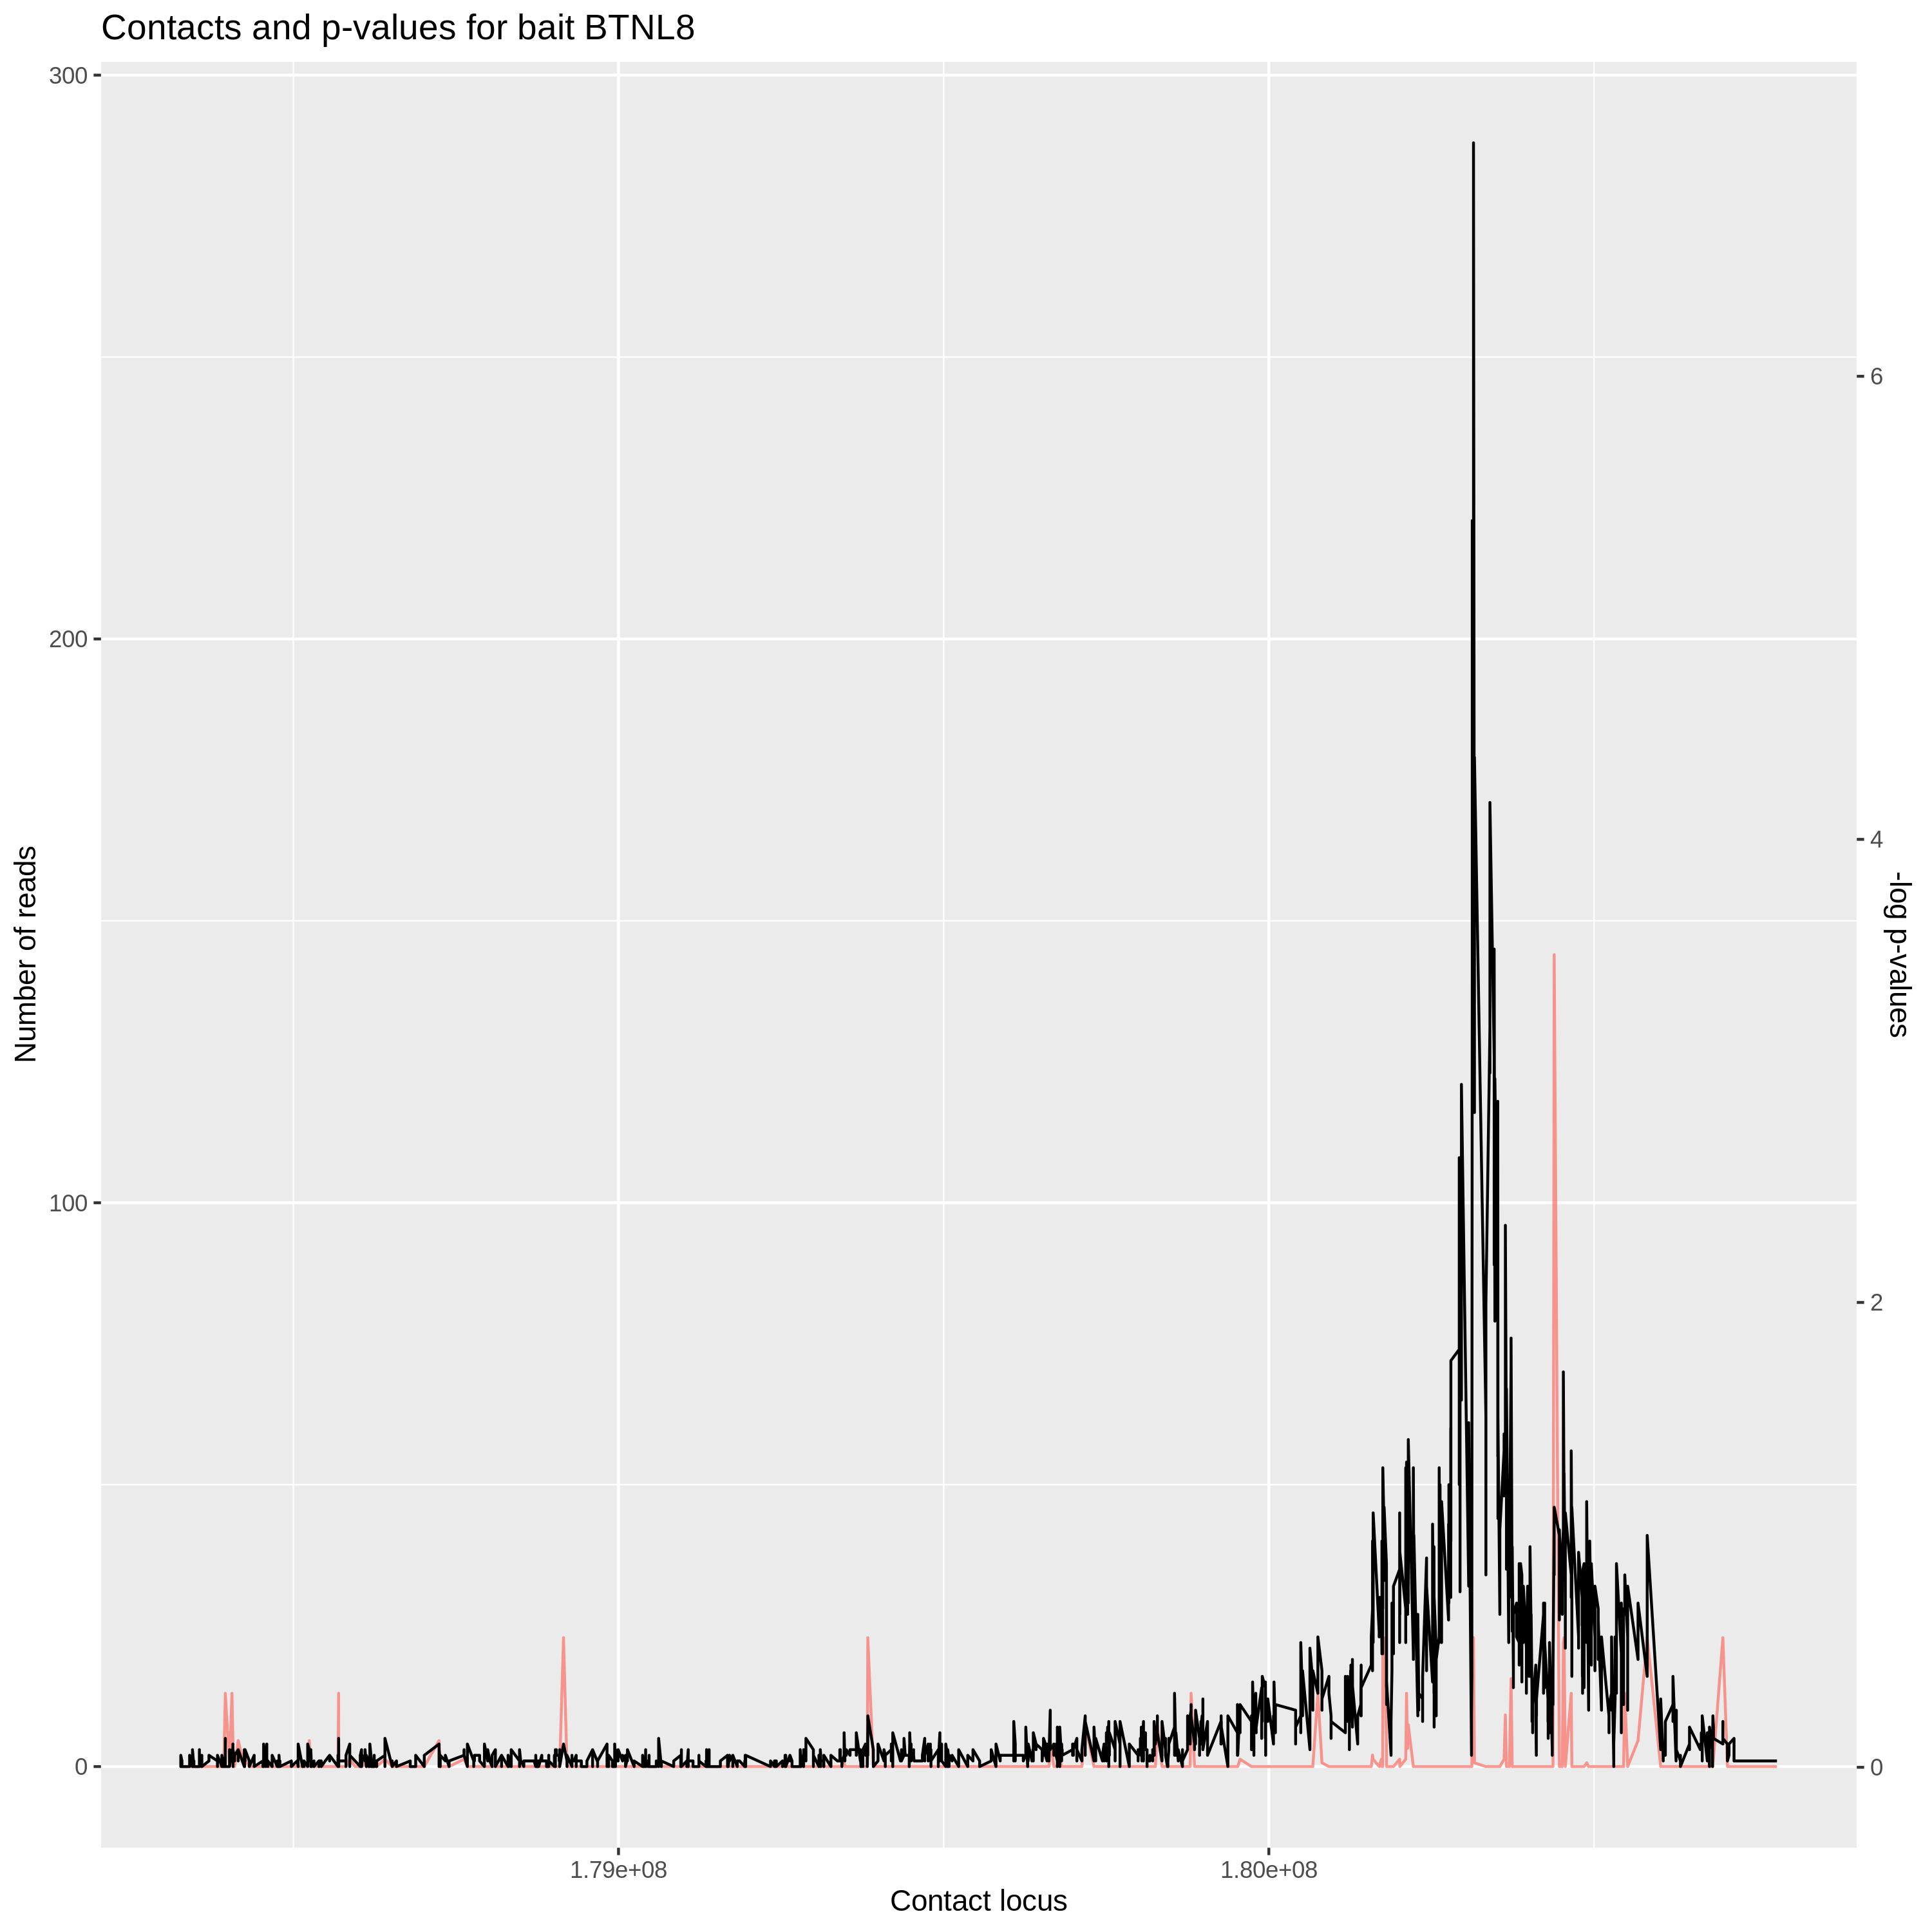 Contacts and p-values for bait BTNL8
300
200
100
0
Number of reads
6
4
2
0
-log p-values
1.79e+08
1.80e+08
Contact locus